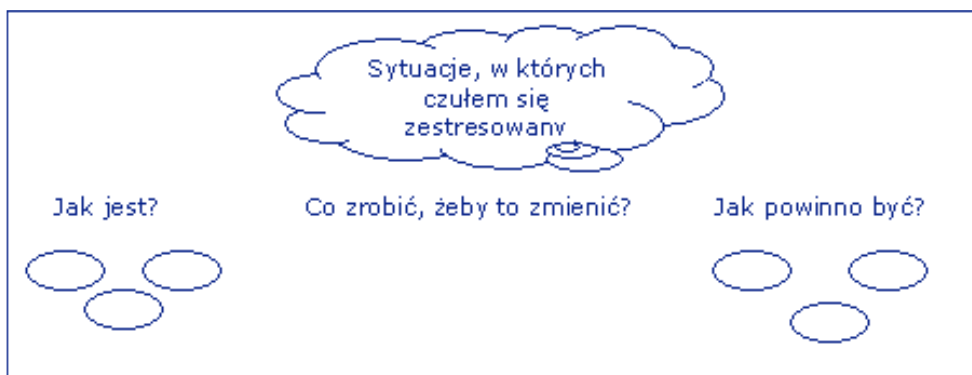 Sytuacje, w których
czułem się
zestresowany
Jak jest?
Co zrobić, żeby to zmienić?
Jak powinno być?